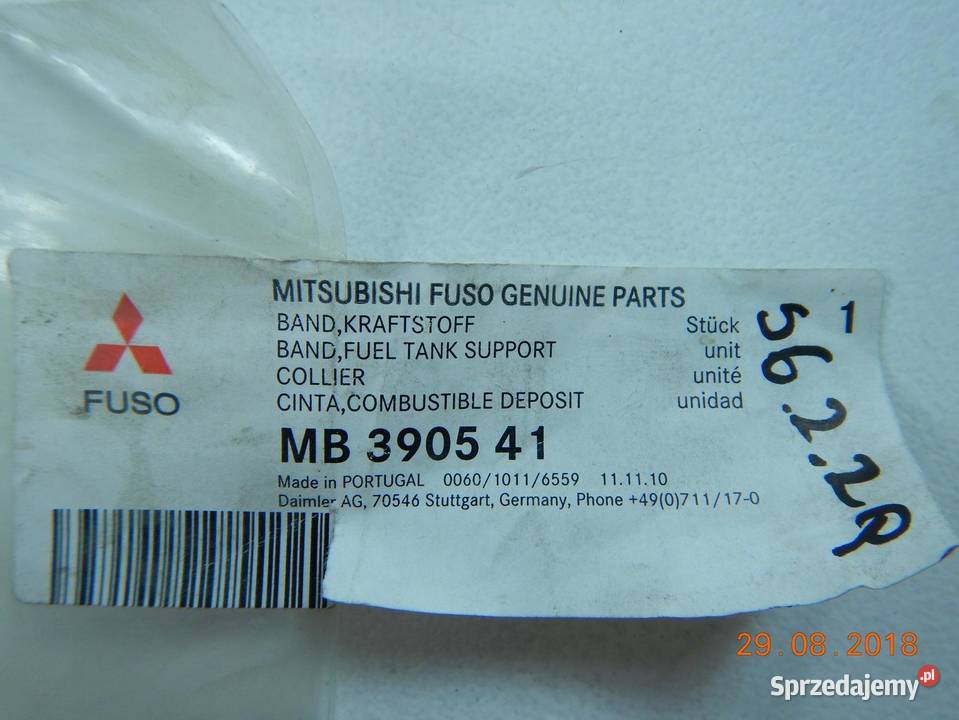 MITSUBISHI FUSO GENUINE PARTS
BAND,KRAFTSTOFF Stück 1
BAND,FUEL TANK SUPPORT unit
COLLIER unité
CINTA,COMBUSTIBLE DEPOSIT unidad
FUSO
MB 3905 41
Made in PORTUGAL 0060/1011/6559 11.11.10
Daimler AG, 70546 Stuttgart, Germany, Phone +49(0)711/17-0
56.2.2R
29.08.2018
Sprzedajemy.pl